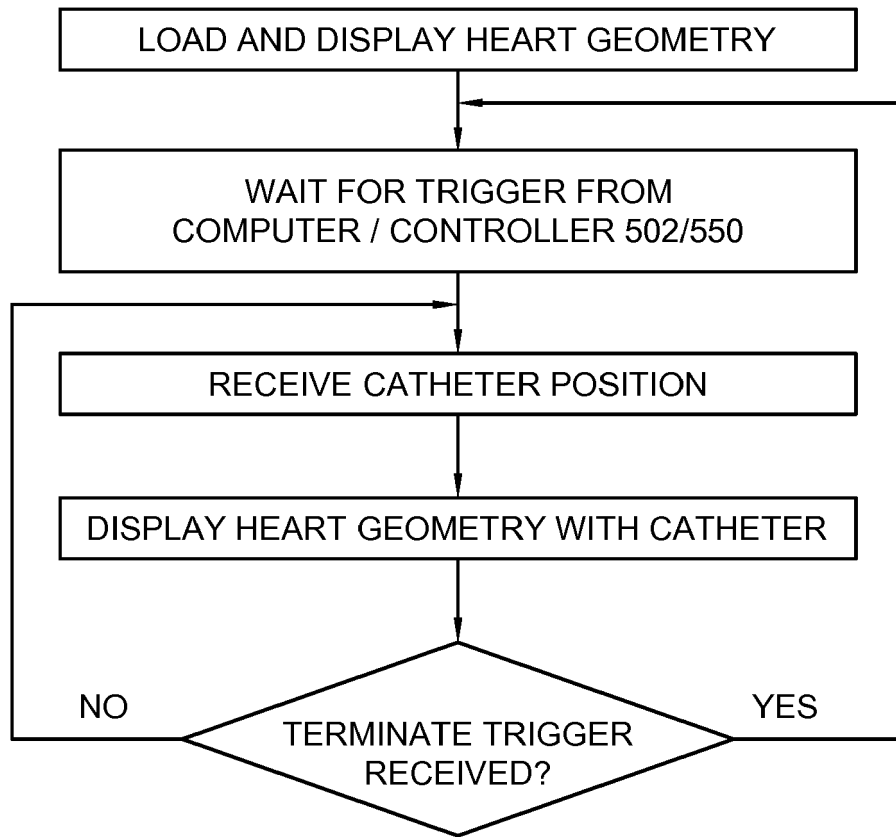 LOAD AND DISPLAY HEART GEOMETRY
WAIT FOR TRIGGER FROM
COMPUTER / CONTROLLER 502/550
RECEIVE CATHETER POSITION
DISPLAY HEART GEOMETRY WITH CATHETER
NO
YES
TERMINATE TRIGGER
RECEIVED?